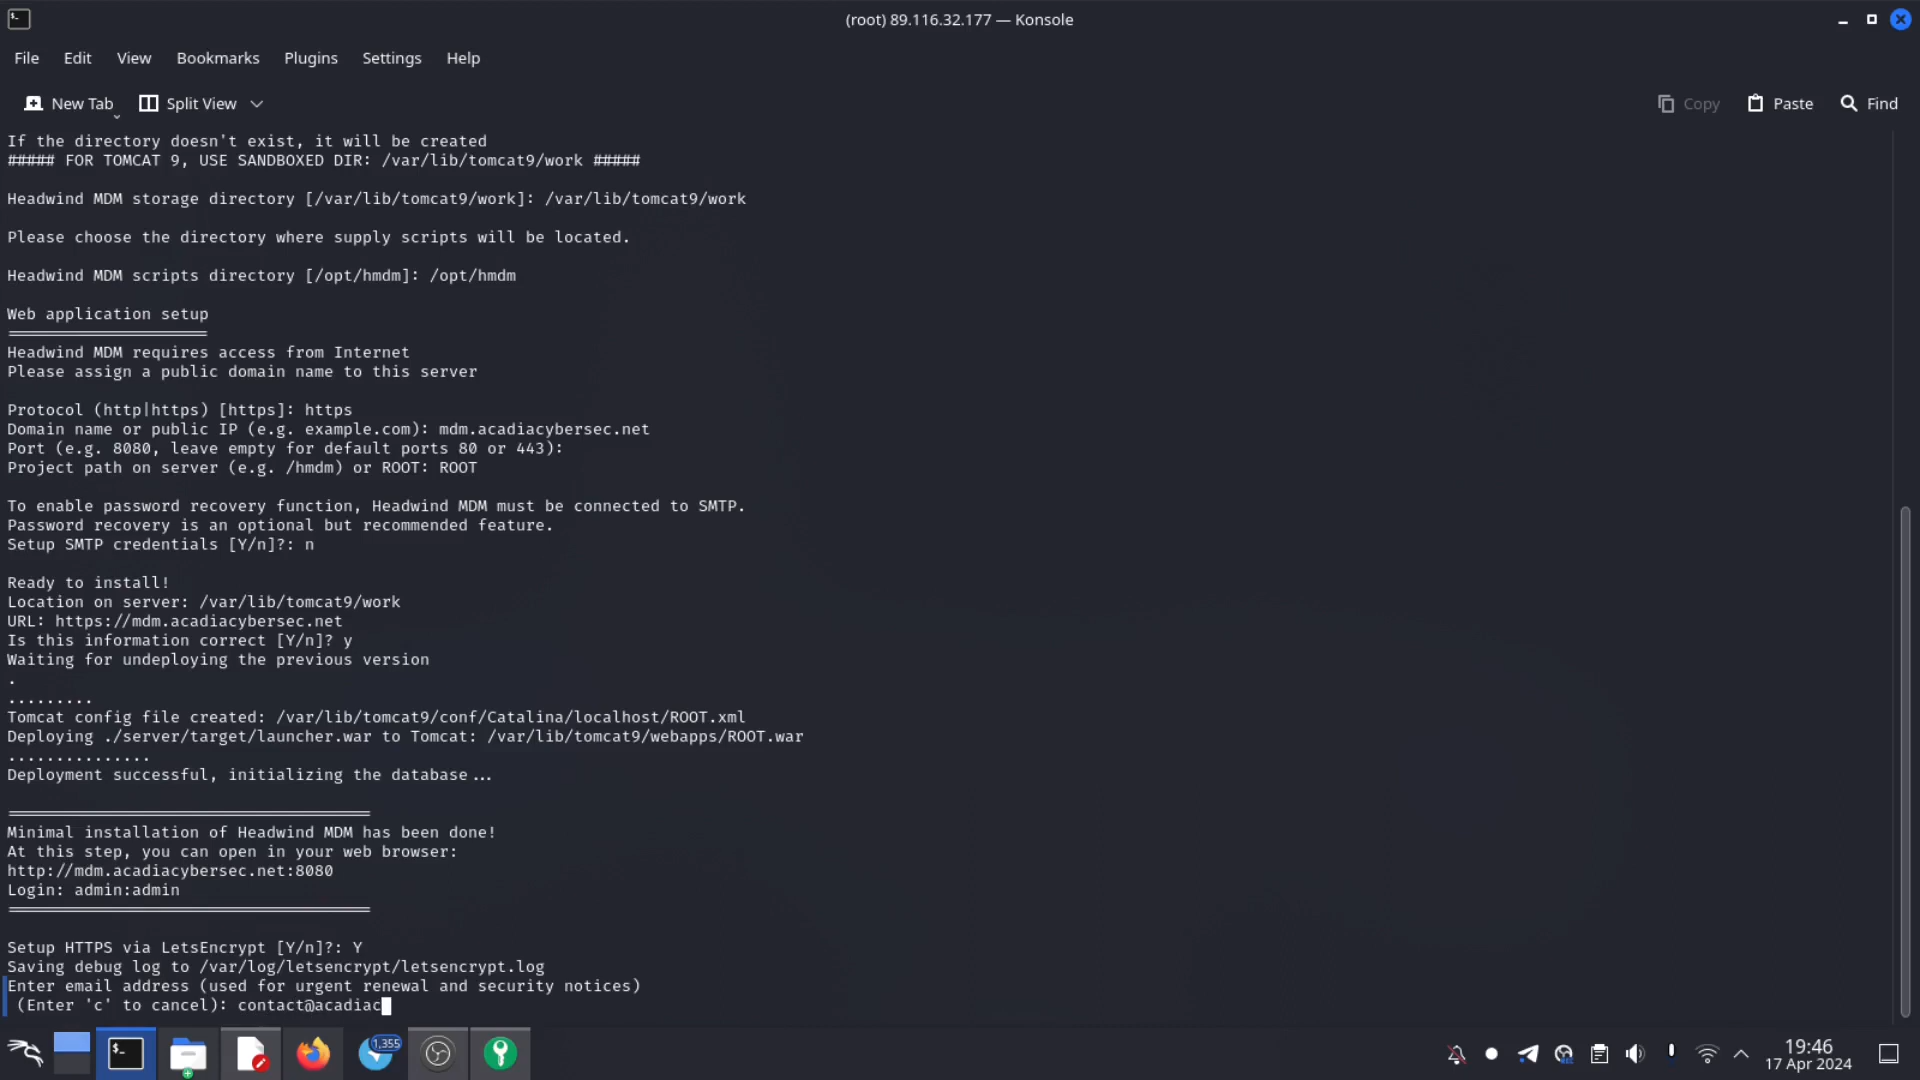 (root) 89.116.32.177 — Konsole
File Edit View Bookmarks Plugins Settings Help
New Tab Split View Copy Paste Find
If the directory doesn't exist, it will be created
##### FOR TOMCAT 9, USE SANDBOXED DIR: /var/lib/tomcat9/work #####
Headwind MDM storage directory [/var/lib/tomcat9/work]: /var/lib/tomcat9/work
Please choose the directory where supply scripts will be located.
Headwind MDM scripts directory [/opt/hmdm]: /opt/hmdm
Web application setup
=====================
Headwind MDM requires access from Internet
Please assign a public domain name to this server
Protocol (http|https) [https]: https
Domain name or public IP (e.g. example.com): mdm.acadiacybersec.net
Port (e.g. 8080, leave empty for default ports 80 or 443):
Project path on server (e.g. /hmdm) or ROOT: ROOT
To enable password recovery function, Headwind MDM must be connected to SMTP.
Password recovery is an optional but recommended feature.
Setup SMTP credentials [Y/n]?: n
Ready to install!
Location on server: /var/lib/tomcat9/work
URL: https://mdm.acadiacybersec.net
Is this information correct [Y/n]? y
Waiting for undeploying the previous version
.
.........
Tomcat config file created: /var/lib/tomcat9/conf/Catalina/localhost/ROOT.xml
Deploying ./server/target/launcher.war to Tomcat: /var/lib/tomcat9/webapps/ROOT.war
...............
Deployment successful, initializing the database...
======================================
Minimal installation of Headwind MDM has been done!
At this step, you can open in your web browser:
http://mdm.acadiacybersec.net:8080
Login: admin:admin
======================================
Setup HTTPS via LetsEncrypt [Y/n]?: Y
Saving debug log to /var/log/letsencrypt/letsencrypt.log
Enter email address (used for urgent renewal and security notices)
(Enter 'c' to cancel): contact@acadiac
1,355
19:46
17 Apr 2024